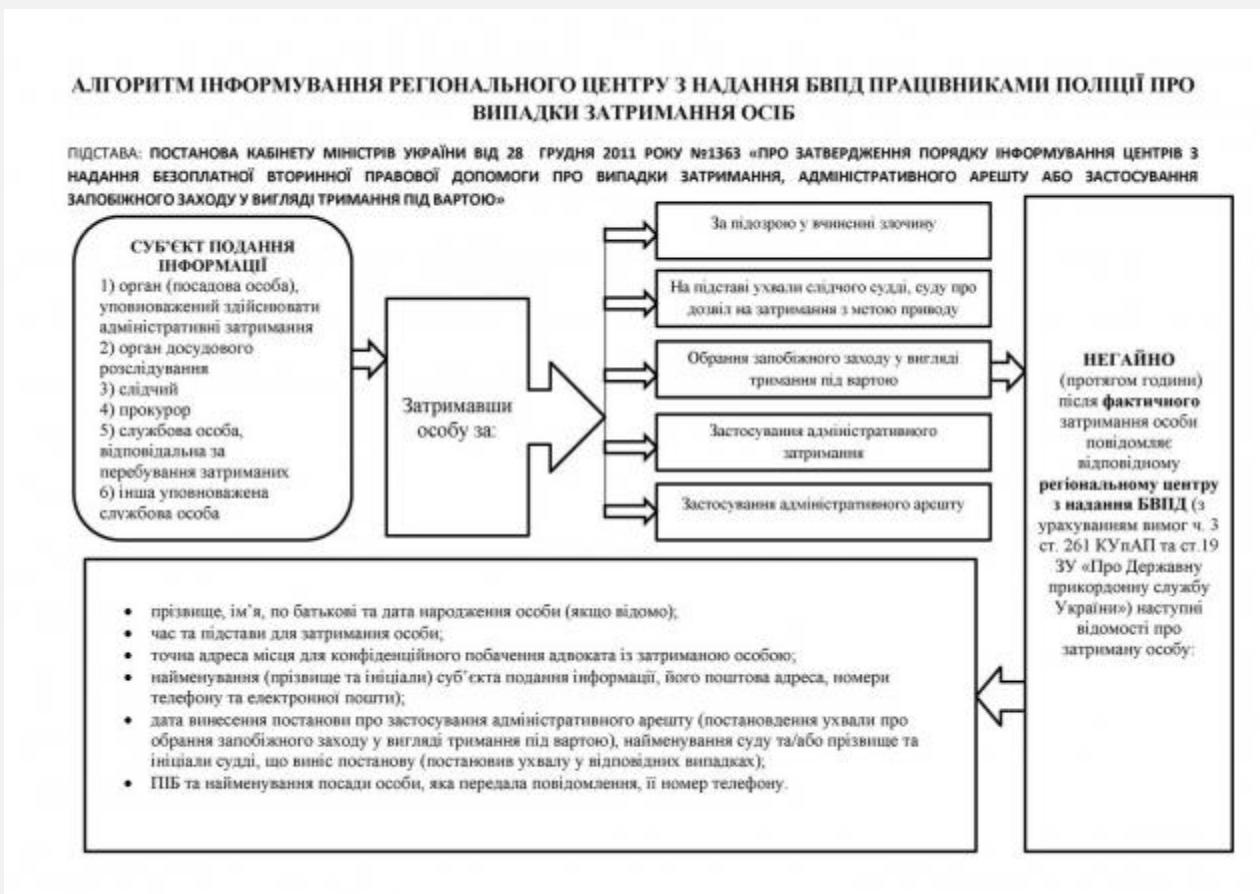 АЛГОРИТМ ІНФОРМУВАННЯ РЕГІОНАЛЬНОГО ЦЕНТРУ З НАДАННЯ БВПД ПРАЦІВНИКАМИ ПОЛІЦІЇ ПРО
ВИПАДКИ ЗАТРИМАННЯ ОСІБ
ПІДСТАВА: ПОСТАНОВА КАБІНЕТУ МІНІСТРІВ УКРАЇНИ ВІД 28 ГРУДНЯ 2011 РОКУ №1363 «ПРО ЗАТВЕРДЖЕННЯ ПОРЯДКУ ІНФОРМУВАННЯ ЦЕНТРІВ З
НАДАННЯ БЕЗОПЛАТНОЇ ВТОРИННОЇ ПРАВОВОЇ ДОПОМОГИ ПРО ВИПАДКИ ЗАТРИМАННЯ, АДМІНІСТРАТИВНОГО АРЕШТУ АБО ЗАСТОСУВАННЯ
ЗАПОБІЖНОГО ЗАХОДУ У ВИГЛЯДІ ТРИМАННЯ ПІД ВАРТОЮ»
СУБ'ЄКТ ПОДАННЯ
ІНФОРМАЦІЇ
1) орган (посадова особа),
уповноважений здійснювати
адміністративні затримання
2) орган досудового
розслідування
3) слідчий
4) прокурор
5) службова особа,
відповідальна за
перебування затриманих
6) інша уповноважена
службова особа
Затримавши
особу за:
За підозрою у вчиненні злочину
На підставі ухвали слідчого судді, суду про
дозвіл на затримання з метою приводу
Обрання запобіжного заходу у вигляді
тримання під вартою
Застосування адміністративного
затримання
Застосування адміністративного арешту
НЕГАЙНО
(протягом години)
після фактичного
затримання особи
повідомляє
відповідному
регіональному центру
з надання БВПД (з
урахуванням вимог ч. 3
ст. 261 КУпАП та ст.19
ЗУ «Про Державну
прикордонну службу
України») наступні
відомості про
затриману особу:
• прізвище, ім'я, по батькові та дата народження особи (якщо відомо);
• час та підстави для затримання особи;
• точна адреса місця для конфіденційного побачення адвоката із затриманою особою;
• найменування (прізвище та ініціали) суб'єкта подання інформації, його поштова адреса, номери
телефону та електронної пошти);
• дата винесення постанови про застосування адміністративного арешту (постановдення ухвали про
обрання запобіжного заходу у вигляді тримання під вартою), найменування суду та/або прізвище та
ініціали судді, що виніс постанову (постановив ухвалу у відповідних випадках);
• ПІБ та найменування посади особи, яка передала повідомлення, її номер телефону.